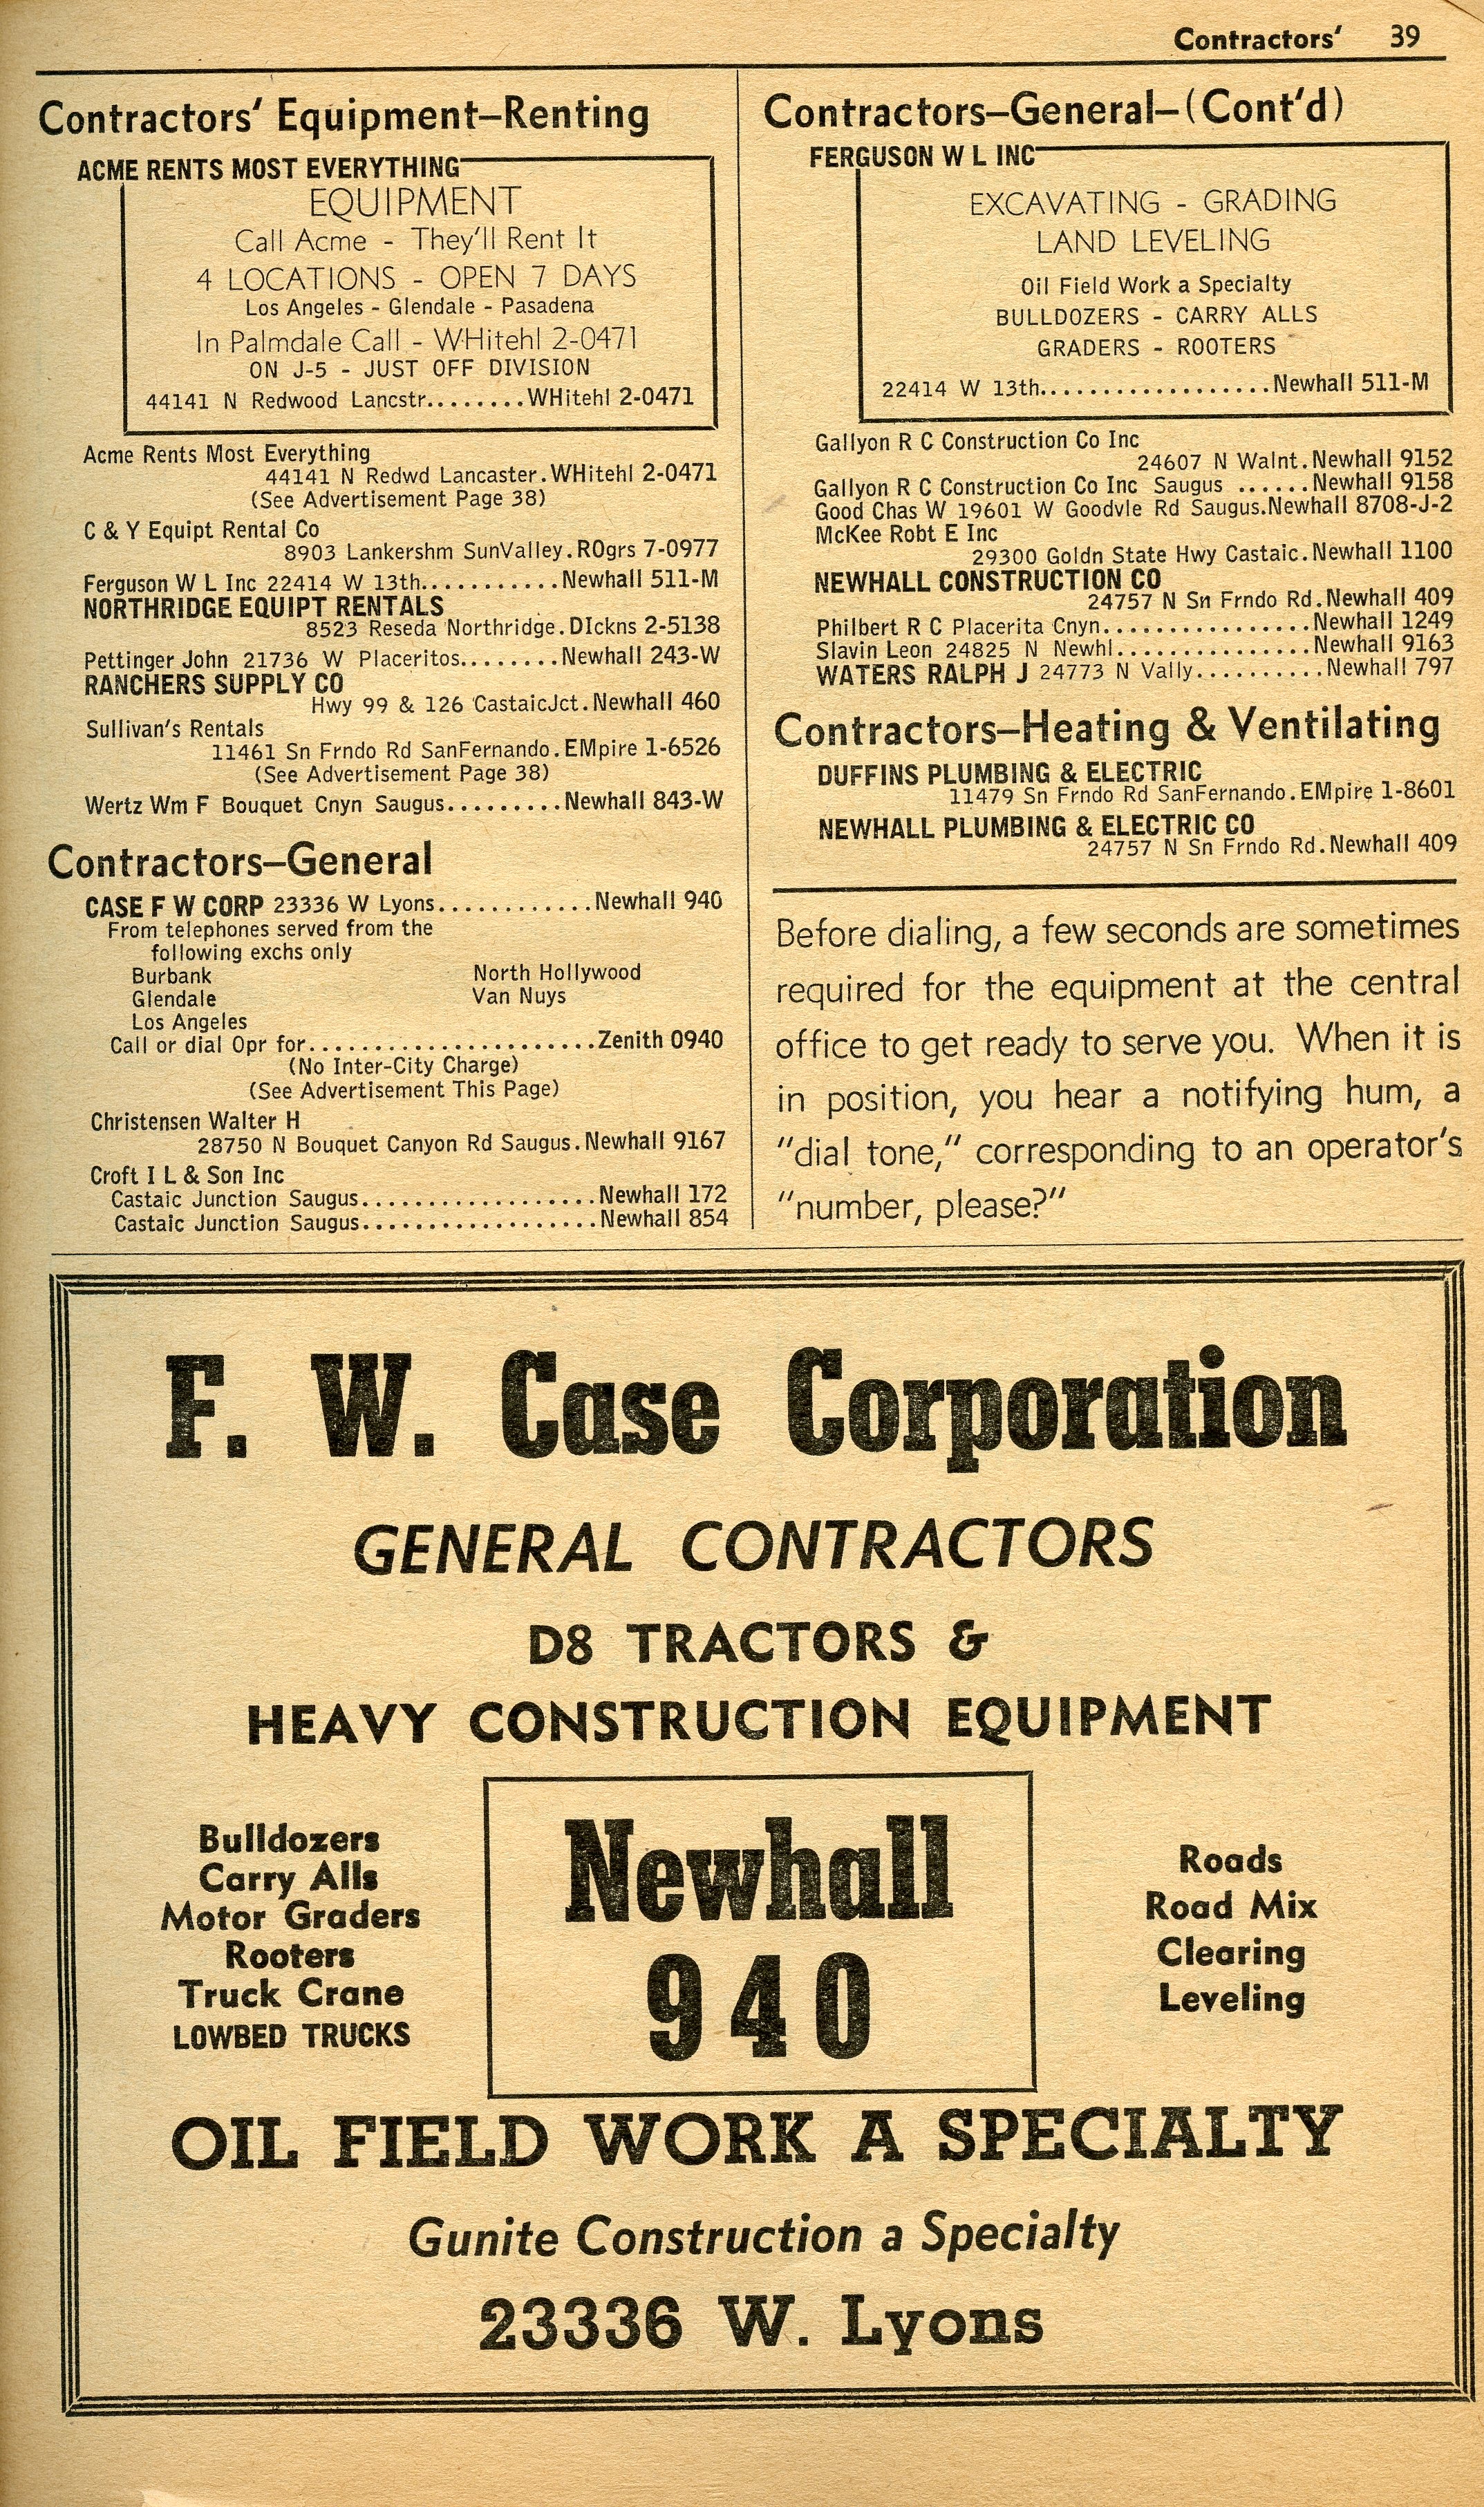 Contractors' 39
Contractors' Equipment—Renting
ACME RENTS MOST EVERYTHING
EQUIPMENT
Call Acme - They'll Rent It
4 LOCATIONS - OPEN 7 DAYS
Los Angeles - Glendale - Pasadena
In Palmdale Call - WHitehl 2-0471
ON J-5 - JUST OFF DIVISION
44141 N Redwood Lancstr........WHitehl 2-0471
Acme Rents Most Everything
44141 N Redwd Lancaster.WHitehl 2-0471
(See Advertisement Page 38)
C & Y Equipt Rental Co
8903 Lankershm SunValley.ROgrs 7-0977
Ferguson W L Inc 22414 W 13th...........Newhall 511-M
NORTHRIDGE EQUIPT RENTALS
8523 Reseda Northridge.DIckns 2-5138
Pettinger John 21736 W Placeritos........Newhall 243-W
RANCHERS SUPPLY CO
Hwy 99 & 126 CastaicJct.Newhall 460
Sullivan's Rentals
11461 Sn Frndo Rd SanFernando.EMpire 1-6526
(See Advertisement Page 38)
Wertz Wm F Bouquet Cnyn Saugus.........Newhall 843-W
Contractors—General
CASE F W CORP 23336 W Lyons............Newhall 940
From telephones served from the
following exchs only
Burbank North Hollywood
Glendale Van Nuys
Los Angeles
Call or dial Opr for......................Zenith 0940
(No Inter-City Charge)
(See Advertisement This Page)
Christensen Walter H
28750 N Bouquet Canyon Rd Saugus.Newhall 9167
Croft I L & Son Inc
Castaic Junction Saugus..................Newhall 172
Castaic Junction Saugus..................Newhall 854
Contractors—General—(Cont'd)
FERGUSON W L INC
EXCAVATING - GRADING
LAND LEVELING
Oil Field Work a Specialty
BULLDOZERS - CARRY ALLS
GRADERS - ROOTERS
22414 W 13th...................Newhall 511-M
Gallyon R C Construction Co Inc
24607 N Walnt.Newhall 9152
Gallyon R C Construction Co Inc Saugus ......Newhall 9158
Good Chas W 19601 W Goodvle Rd Saugus.Newhall 8708-J-2
McKee Robt E Inc
29300 Goldn State Hwy Castaic.Newhall 1100
NEWHALL CONSTRUCTION CO
24757 N Sn Frndo Rd.Newhall 409
Philbert R C Placerita Cnyn................Newhall 1249
Slavin Leon 24825 N Newhl...............Newhall 9163
WATERS RALPH J 24773 N Vally..........Newhall 797
Contractors—Heating & Ventilating
DUFFINS PLUMBING & ELECTRIC
11479 Sn Frndo Rd SanFernando.EMpire 1-8601
NEWHALL PLUMBING & ELECTRIC CO
24757 N Sn Frndo Rd.Newhall 409
Before dialing, a few seconds are sometimes
required for the equipment at the central
office to get ready to serve you. When it is
in position, you hear a notifying hum, a
"dial tone," corresponding to an operator's
"number, please?"
F. W. Case Corporation
GENERAL CONTRACTORS
D8 TRACTORS &
HEAVY CONSTRUCTION EQUIPMENT
Bulldozers
Carry Alls
Motor Graders
Rooters
Truck Crane
LOWBED TRUCKS
Newhall
940
Roads
Road Mix
Clearing
Leveling
OIL FIELD WORK A SPECIALTY
Gunite Construction a Specialty
23336 W. Lyons